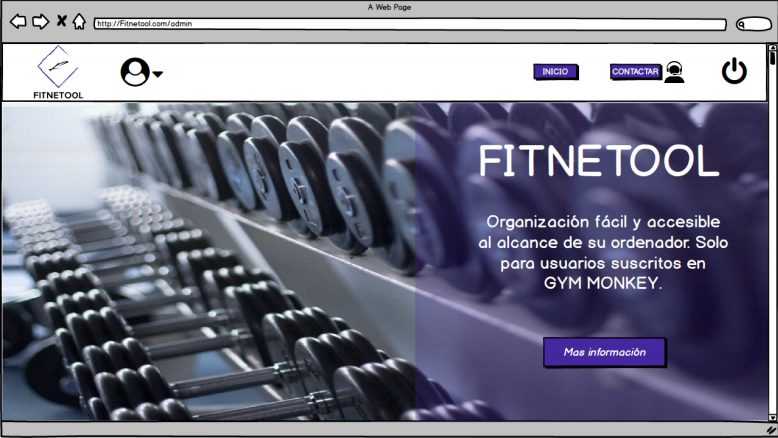 A Web Page
http://Fitnetool.com/admin
FITNETOOL
INICIO
CONTACTAR
FITNETOOL
Organización fácil y accesible
al alcance de su ordenador. Solo
para usuarios suscritos en
GYM MONKEY.
Mas información